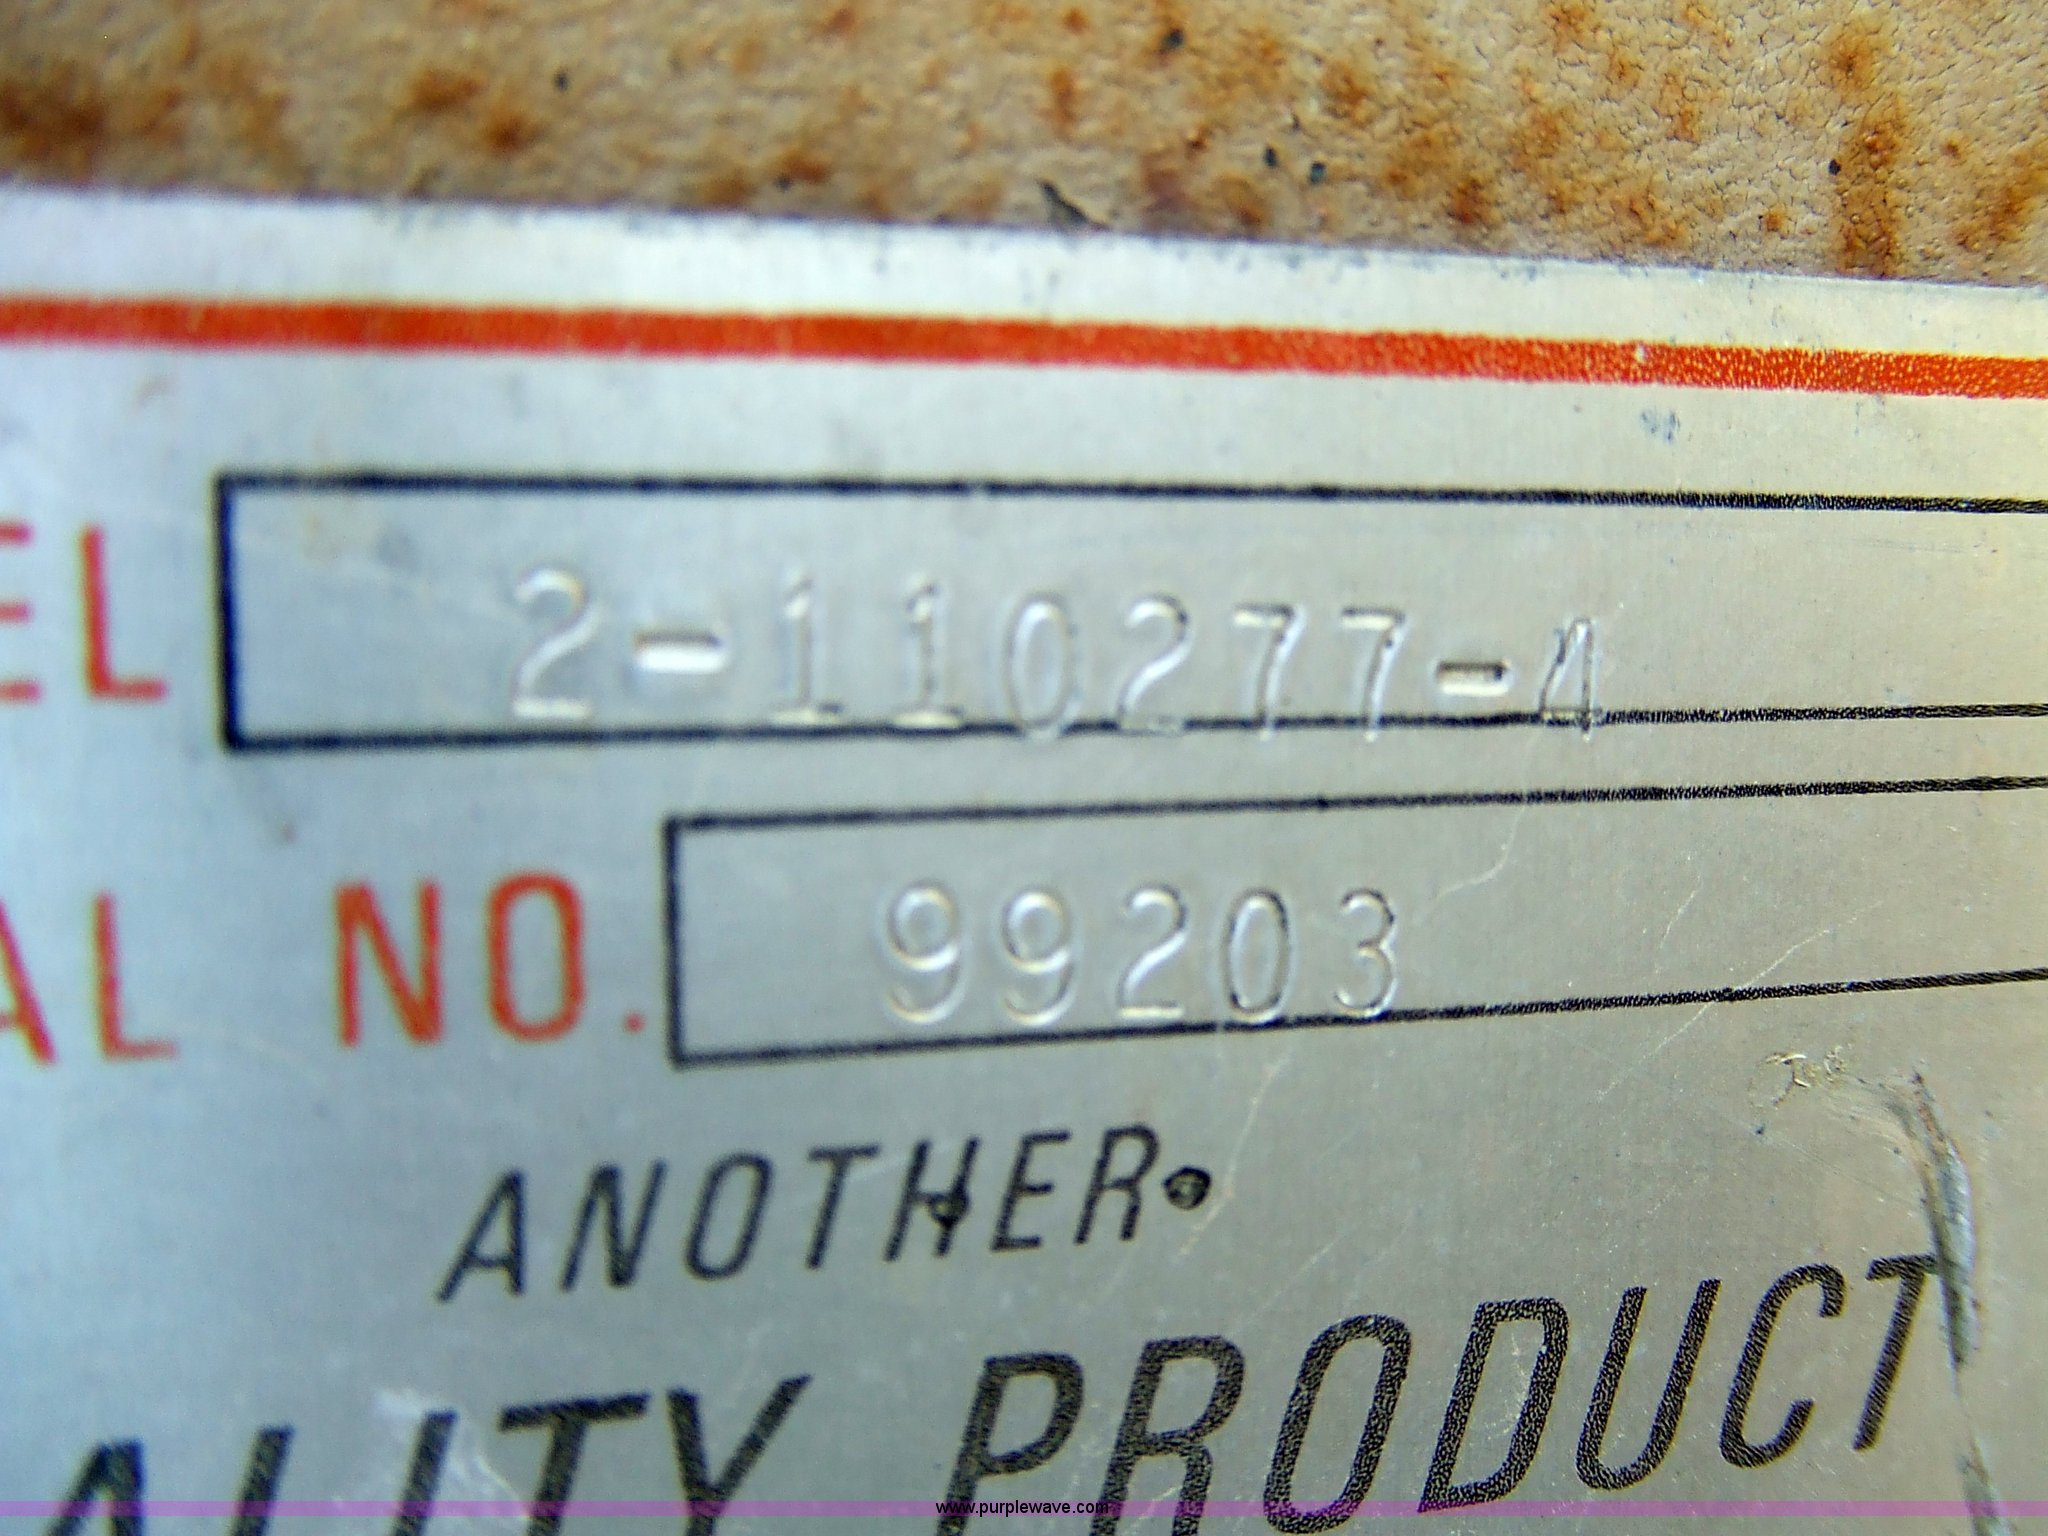 EL 2-110277-4
AL NO. 99203
ANOTHER
ALITY PRODUCT
www.purplewave.com